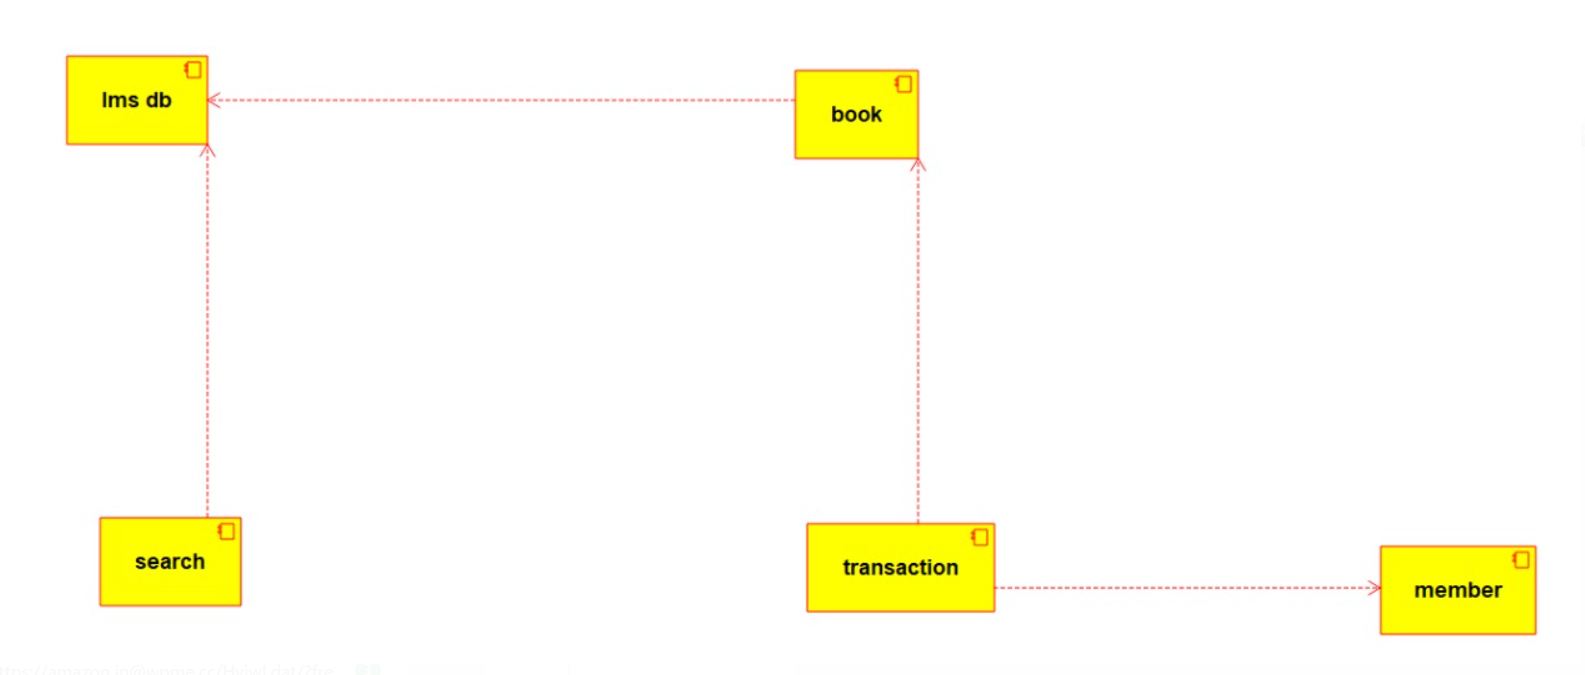 lms db
book
search
transaction
member